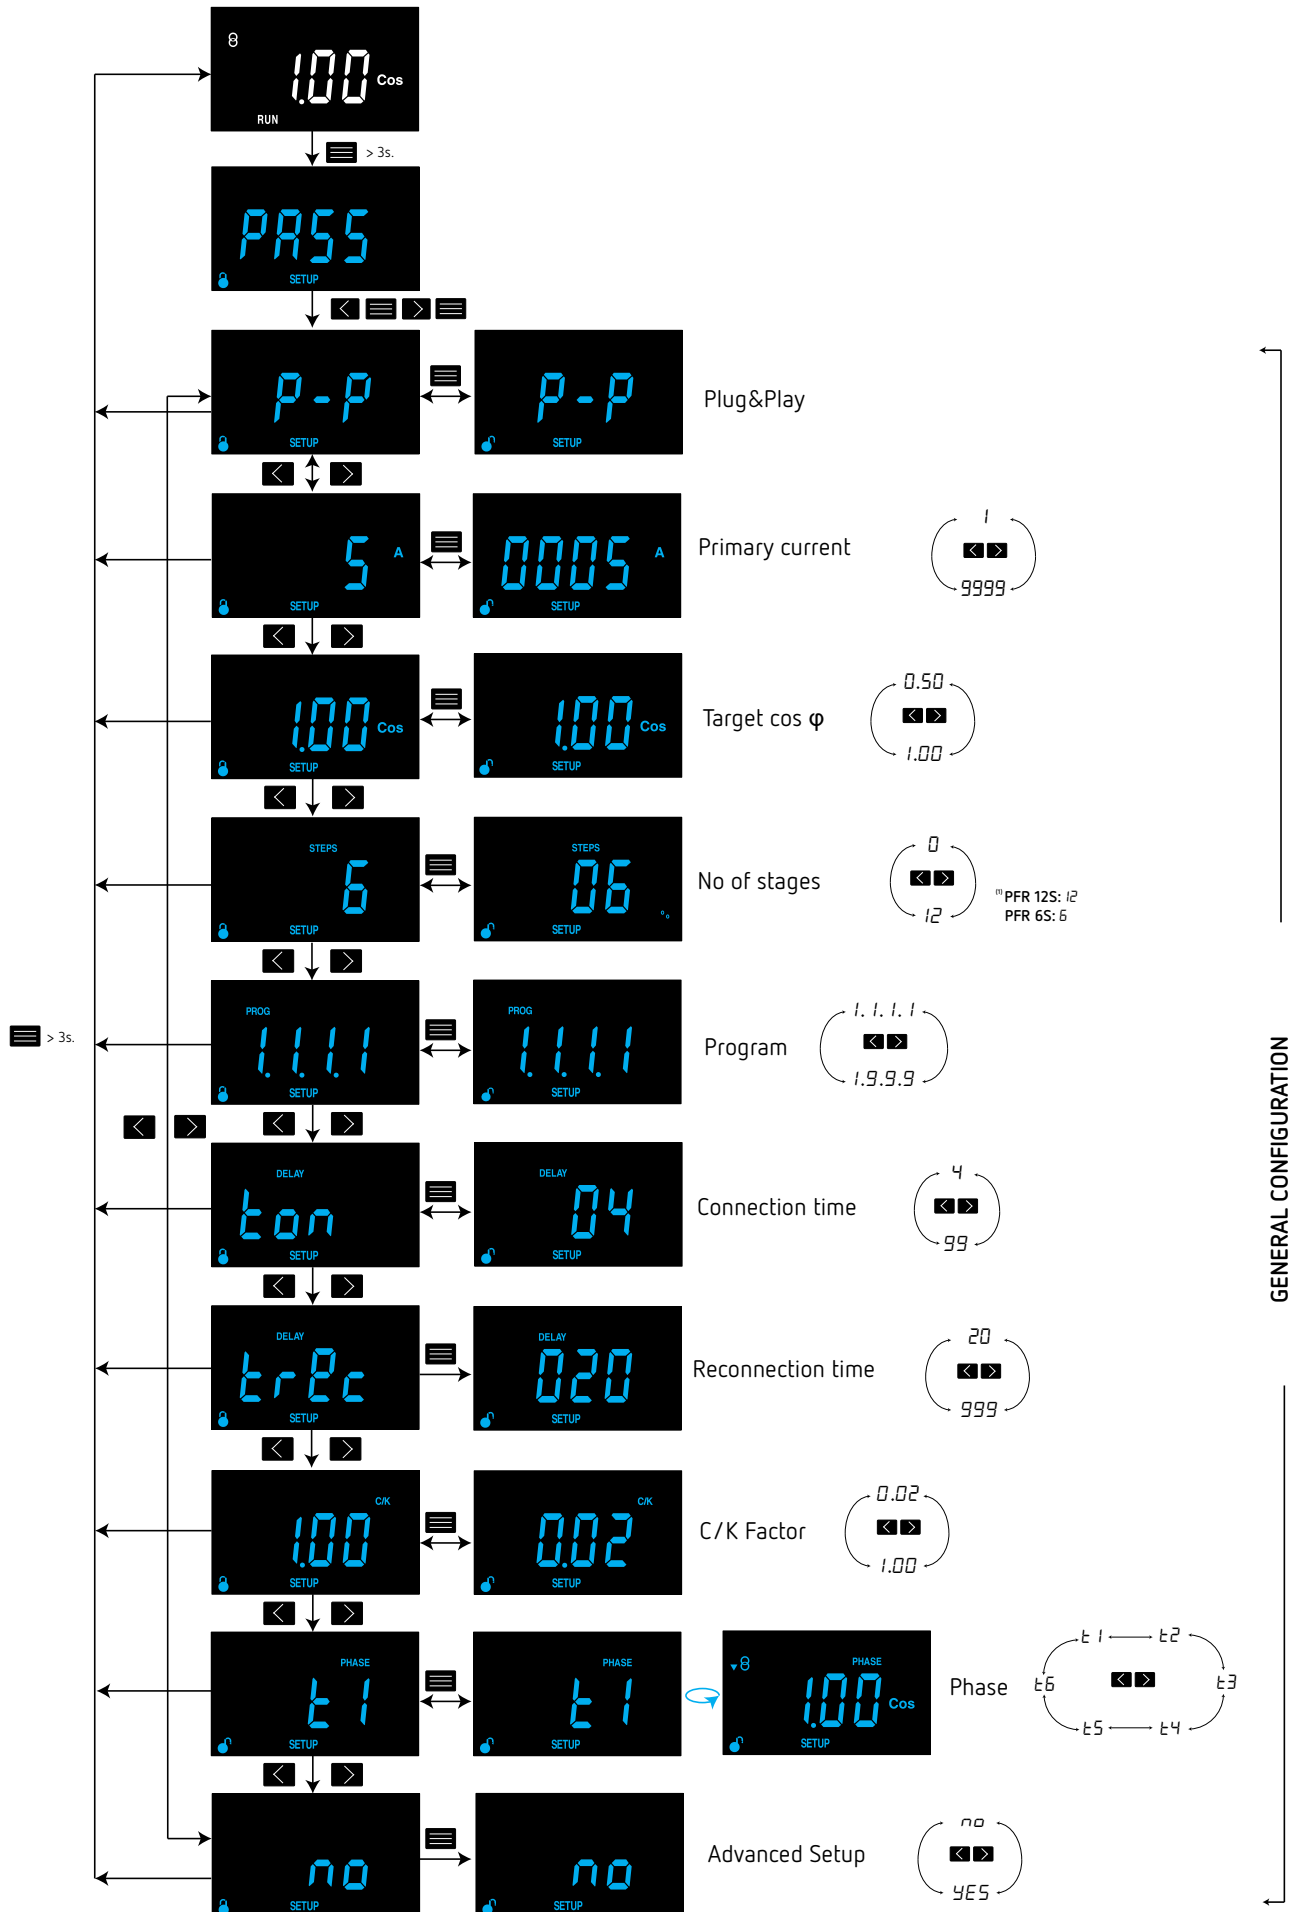 1.00 Cos
RUN
> 3s.
PASS
SETUP
P-P
SETUP
P-P
SETUP
Plug&Play
5 A
SETUP
0005 A
SETUP
Primary current
1
9999
1.00 Cos
SETUP
1.00 Cos
SETUP
Target cos φ
0.50
1.00
STEPS
6
SETUP
STEPS
06
SETUP
No of stages
0
12
(1) PFR 12S: 12
PFR 6S: 6
PROG
1.1.1.1
SETUP
PROG
1.1.1.1
SETUP
Program
1.1.1.1
1.9.9.9
> 3s.
DELAY
ton
SETUP
DELAY
04
SETUP
Connection time
4
99
DELAY
trEc
SETUP
DELAY
020
SETUP
Reconnection time
20
999
C/K
1.00
SETUP
C/K
0.02
SETUP
C/K Factor
0.02
1.00
PHASE
t1
SETUP
PHASE
t1
SETUP
PHASE
1.00 Cos
SETUP
Phase
t1 t2
t6 t3
t5 t4
no
SETUP
no
SETUP
Advanced Setup
no
YES
GENERAL CONFIGURATION